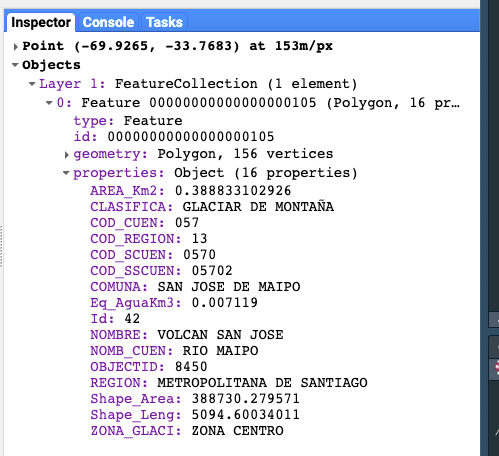 Inspector Console Tasks
Point (-69.9265, -33.7683) at 153m/px
Objects
Layer 1: FeatureCollection (1 element)
0: Feature 00000000000000000105 (Polygon, 16 pr…
type: Feature
id: 00000000000000000105
geometry: Polygon, 156 vertices
properties: Object (16 properties)
AREA_Km2: 0.388833102926
CLASIFICA: GLACIAR DE MONTAÑA
COD_CUEN: 057
COD_REGION: 13
COD_SCUEN: 0570
COD_SSCUEN: 05702
COMUNA: SAN JOSE DE MAIPO
Eq_AguaKm3: 0.007119
Id: 42
NOMBRE: VOLCAN SAN JOSE
NOMB_CUEN: RIO MAIPO
OBJECTID: 8450
REGION: METROPOLITANA DE SANTIAGO
Shape_Area: 388730.279571
Shape_Leng: 5094.60034011
ZONA_GLACI: ZONA CENTRO